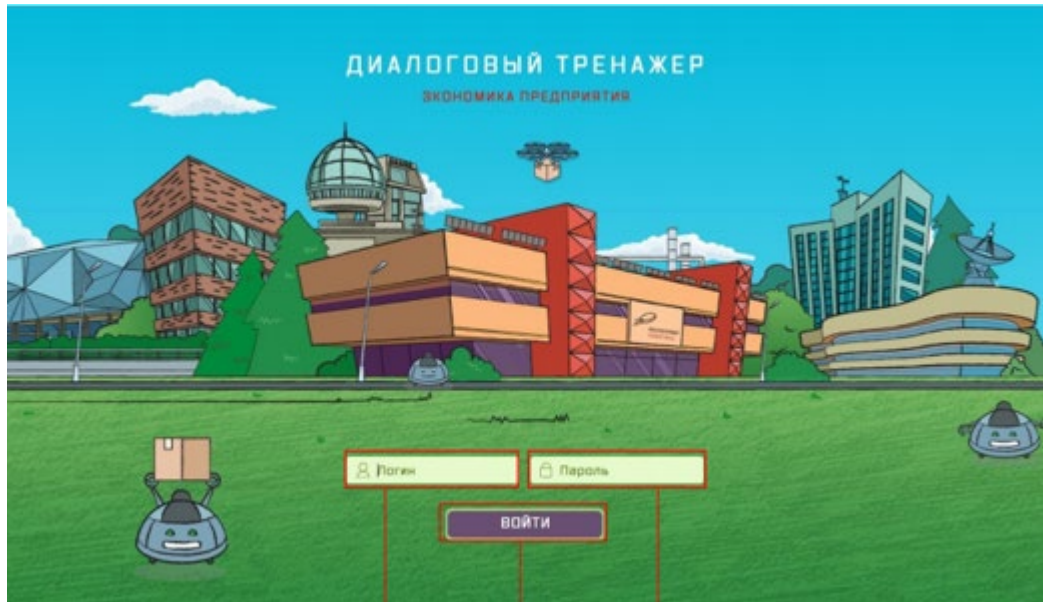 ДИАЛОГОВЫЙ ТРЕНАЖЕР
ЭКОНОМИКА ПРЕДПРИЯТИЯ
Логин
Пароль
ВОЙТИ